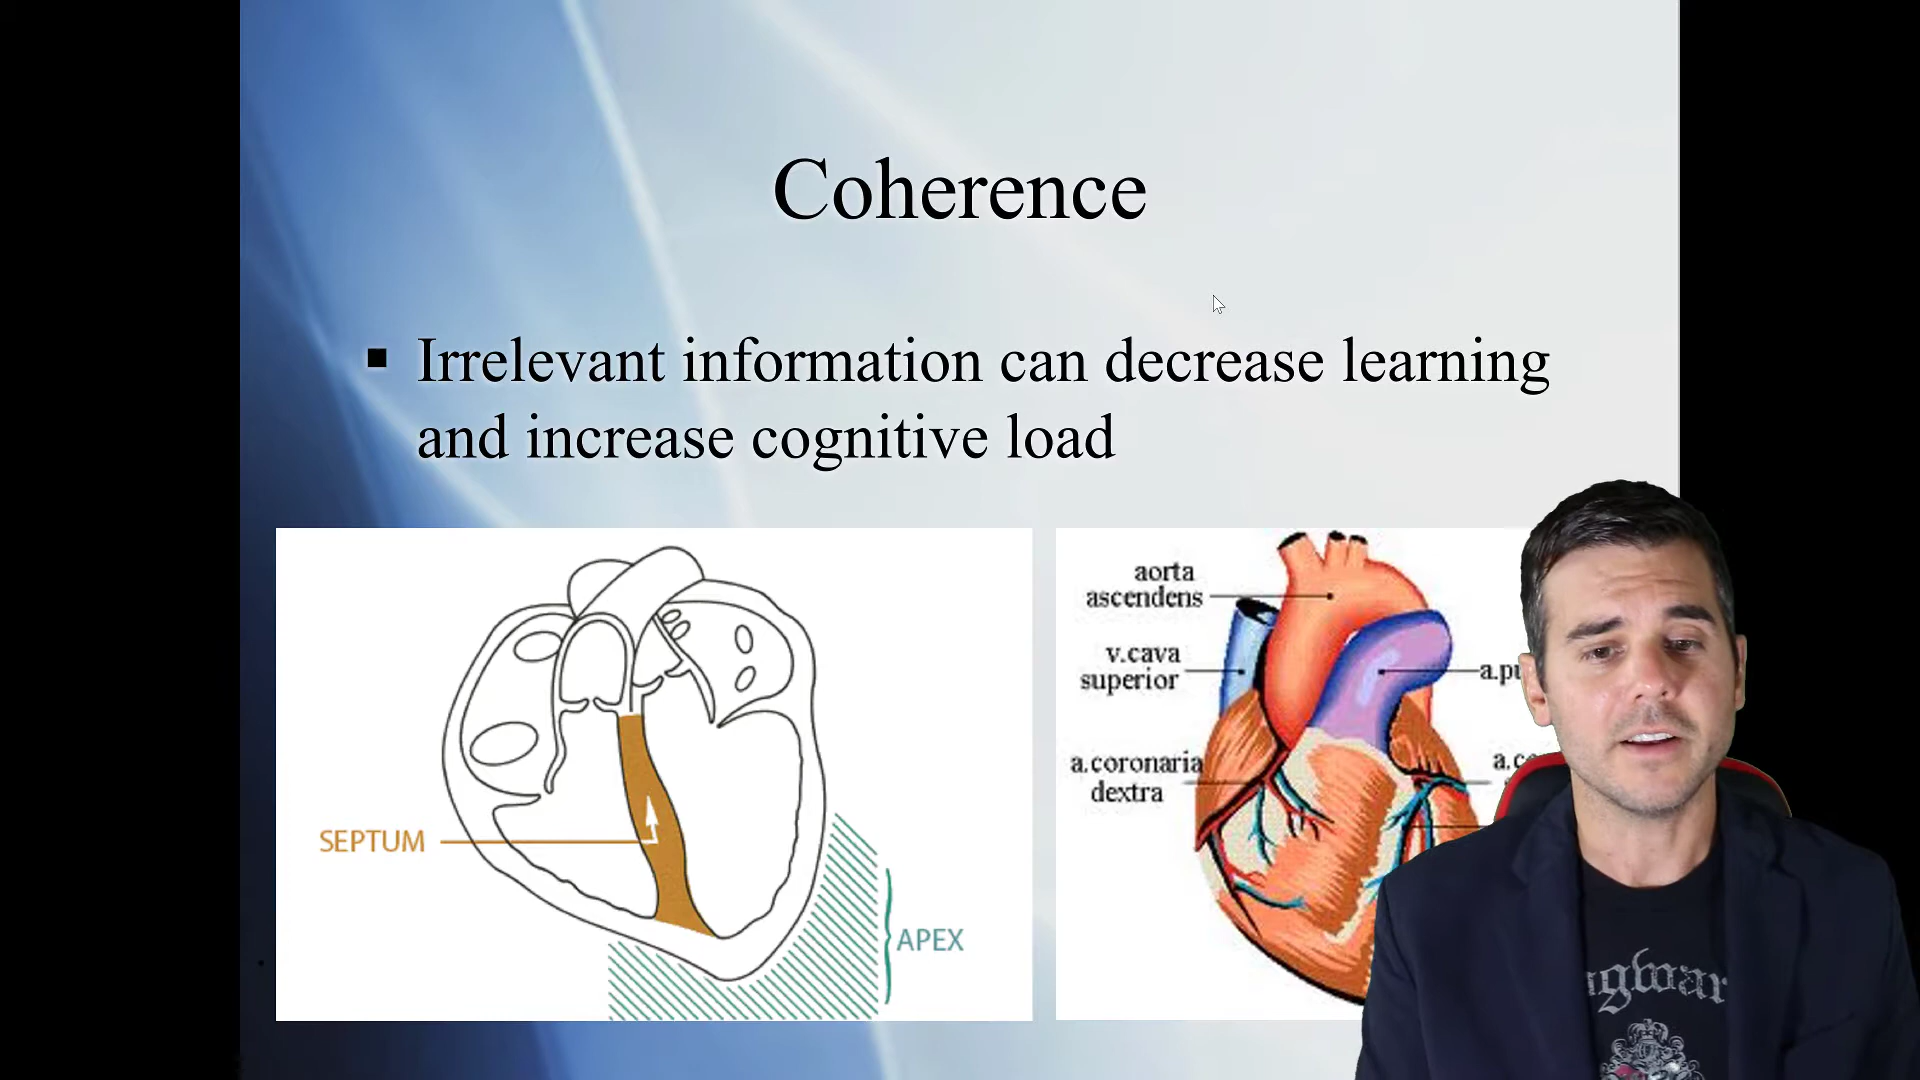 Coherence
▪ Irrelevant information can decrease learning
and increase cognitive load
SEPTUM
APEX
aorta
ascendens
v.cava
superior
a.coronaria
dextra